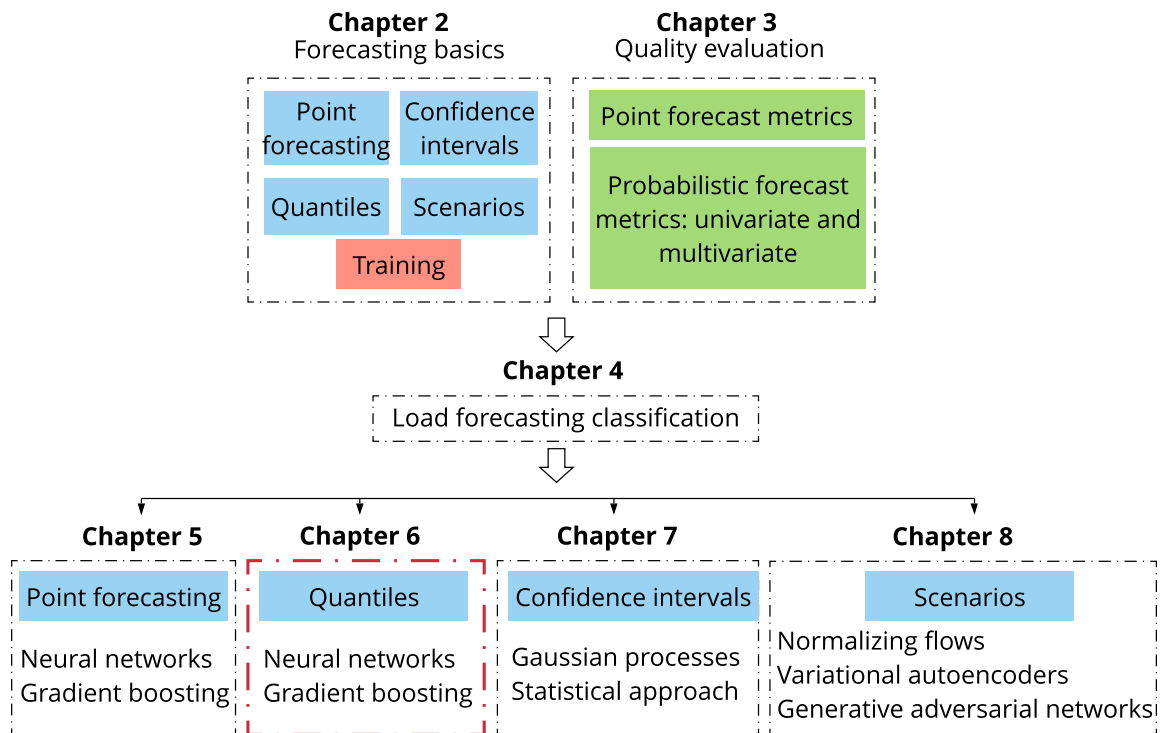 Chapter 2
Forecasting basics
Point
forecasting
Confidence
intervals
Quantiles
Scenarios
Training
Chapter 3
Quality evaluation
Point forecast metrics
Probabilistic forecast
metrics: univariate and
multivariate
Chapter 4
Load forecasting classification
Chapter 5
Point forecasting
Neural networks
Gradient boosting
Chapter 6
Quantiles
Neural networks
Gradient boosting
Chapter 7
Confidence intervals
Gaussian processes
Statistical approach
Chapter 8
Scenarios
Normalizing flows
Variational autoencoders
Generative adversarial networks